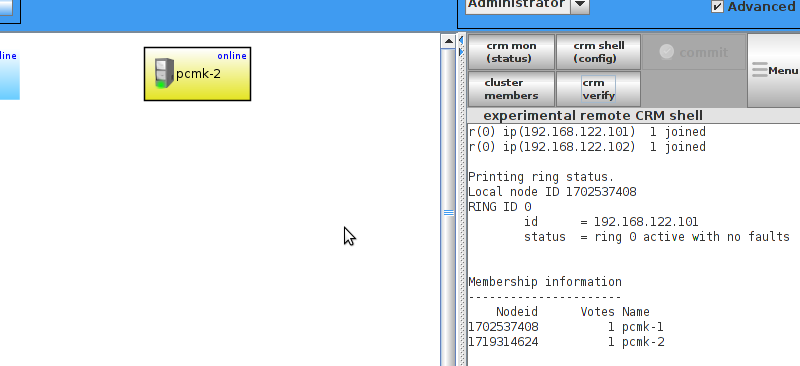 Administrator
Advanced
line
online
pcmk-2
crm mon
(status)
crm shell
(config)
commit
Menu
cluster
members
crm
verify
experimental remote CRM shell
r(0) ip(192.168.122.101)  1 joined
r(0) ip(192.168.122.102)  1 joined
Printing ring status.
Local node ID 1702537408
RING ID 0
id      = 192.168.122.101
status  = ring 0 active with no faults
Membership information
----------------------
Nodeid      Votes Name
1702537408          1 pcmk-1
1719314624          1 pcmk-2